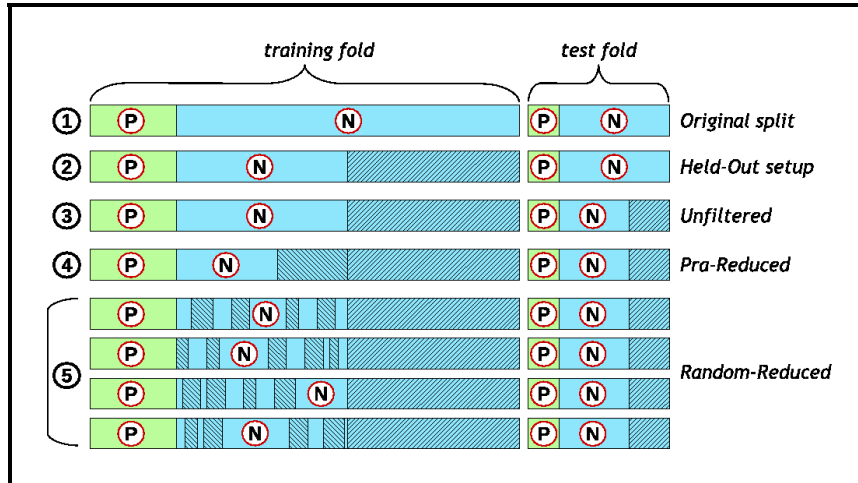 training fold test fold
① P N P N Original split
② P N P N Held-Out setup
③ P N P N Unfiltered
④ P N P N Pra-Reduced
⑤ Random-Reduced
P N P N
P N P N
P N P N
P N P N